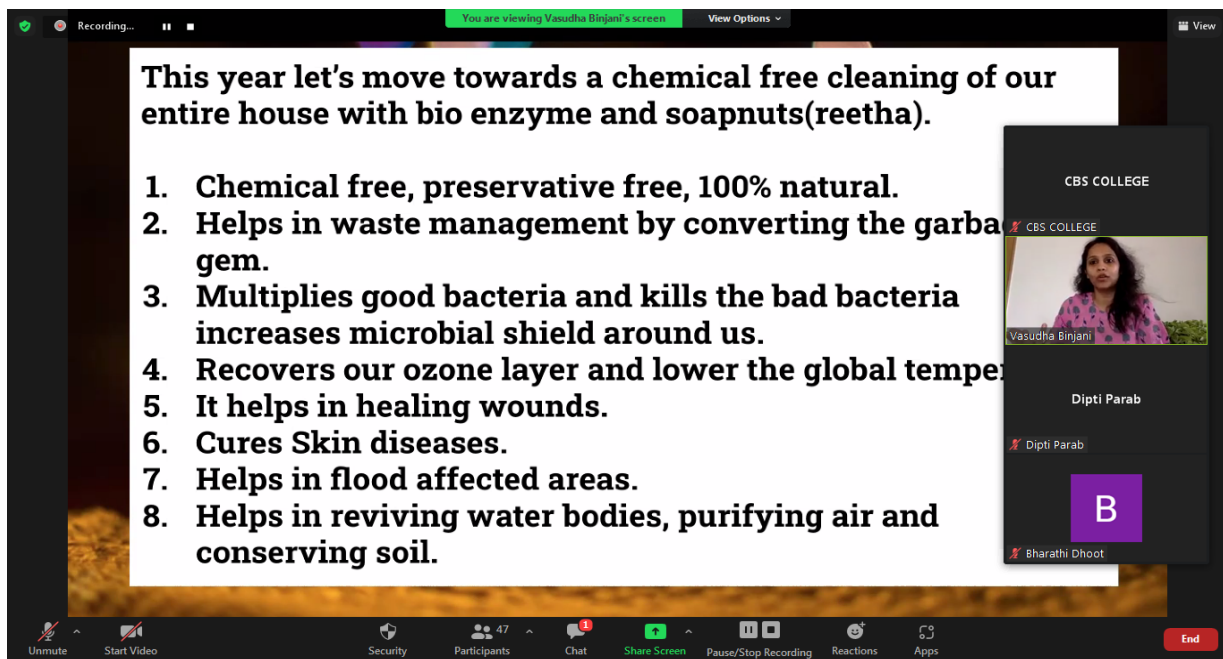 Recording...
You are viewing Vasudha Binjani's screen
View Options
View
This year let's move towards a chemical free cleaning of our
entire house with bio enzyme and soapnuts(reetha).
1. Chemical free, preservative free, 100% natural.
2. Helps in waste management by converting the garba
gem.
3. Multiplies good bacteria and kills the bad bacteria
increases microbial shield around us.
4. Recovers our ozone layer and lower the global temper
5. It helps in healing wounds.
6. Cures Skin diseases.
7. Helps in flood affected areas.
8. Helps in reviving water bodies, purifying air and
conserving soil.
CBS COLLEGE
CBS COLLEGE
Vasudha Binjani
Dipti Parab
Dipti Parab
B
Bharathi Dhoot
Unmute
Start Video
Security
47
Participants
1
Chat
Share Screen
Pause/Stop Recording
Reactions
Apps
End